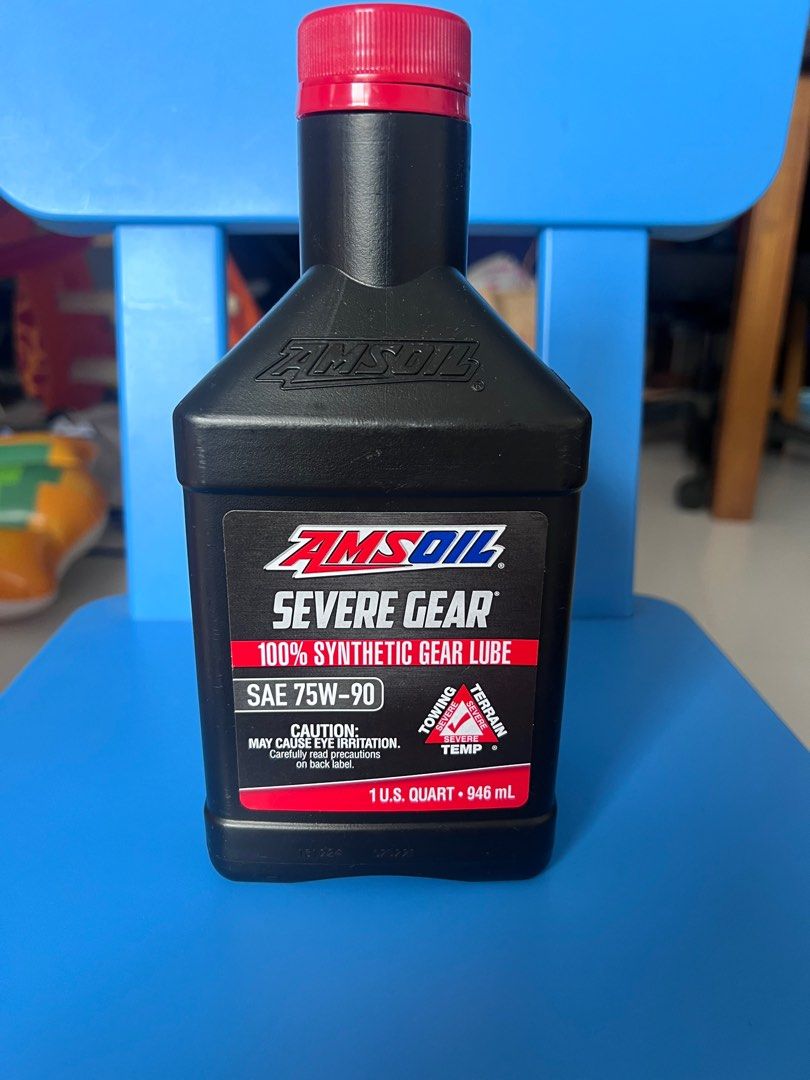 AMSOIL®
AMSOIL®
SEVERE GEAR®
100% SYNTHETIC GEAR LUBE
SAE 75W-90
CAUTION:
MAY CAUSE EYE IRRITATION.
Carefully read precautions
on back label.
TOWING TERRAIN
SEVERE SEVERE
SEVERE
TEMP ®
1 U.S. QUART • 946 mL